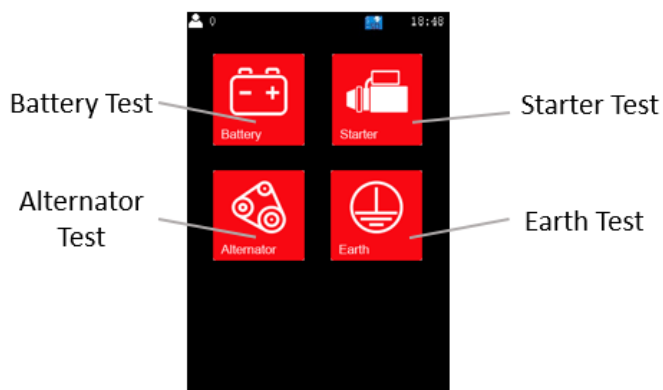 0 18:48
Battery Test
Starter Test
Battery
Starter
Alternator
Test
Earth Test
Alternator
Earth